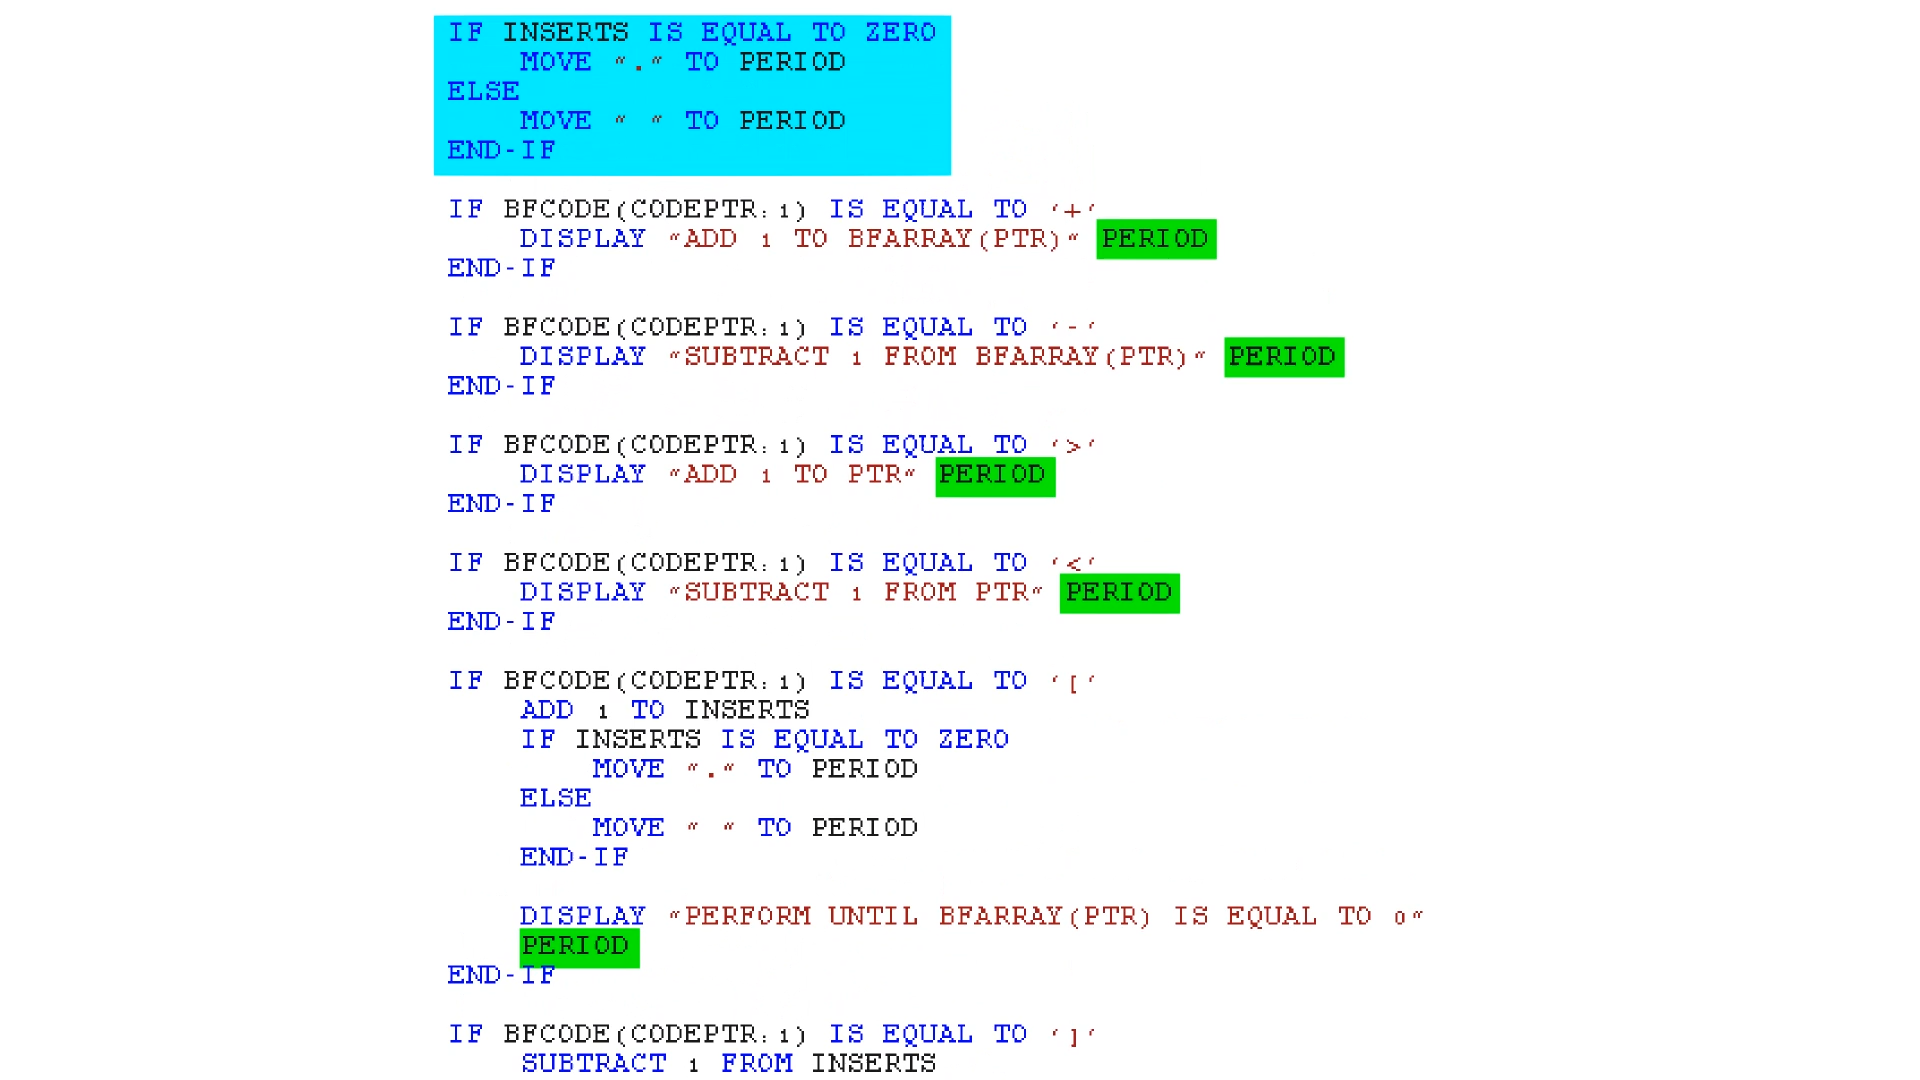 IF INSERTS IS EQUAL TO ZERO
MOVE "." TO PERIOD
ELSE
MOVE " " TO PERIOD
END-IF
IF BFCODE(CODEPTR:1) IS EQUAL TO '+'
DISPLAY "ADD 1 TO BFARRAY(PTR)" PERIOD
END-IF
IF BFCODE(CODEPTR:1) IS EQUAL TO '-'
DISPLAY "SUBTRACT 1 FROM BFARRAY(PTR)" PERIOD
END-IF
IF BFCODE(CODEPTR:1) IS EQUAL TO '>'
DISPLAY "ADD 1 TO PTR" PERIOD
END-IF
IF BFCODE(CODEPTR:1) IS EQUAL TO '<'
DISPLAY "SUBTRACT 1 FROM PTR" PERIOD
END-IF
IF BFCODE(CODEPTR:1) IS EQUAL TO '['
ADD 1 TO INSERTS
IF INSERTS IS EQUAL TO ZERO
MOVE "." TO PERIOD
ELSE
MOVE " " TO PERIOD
END-IF
DISPLAY "PERFORM UNTIL BFARRAY(PTR) IS EQUAL TO 0"
PERIOD
END-IF
IF BFCODE(CODEPTR:1) IS EQUAL TO ']'
SUBTRACT 1 FROM INSERTS